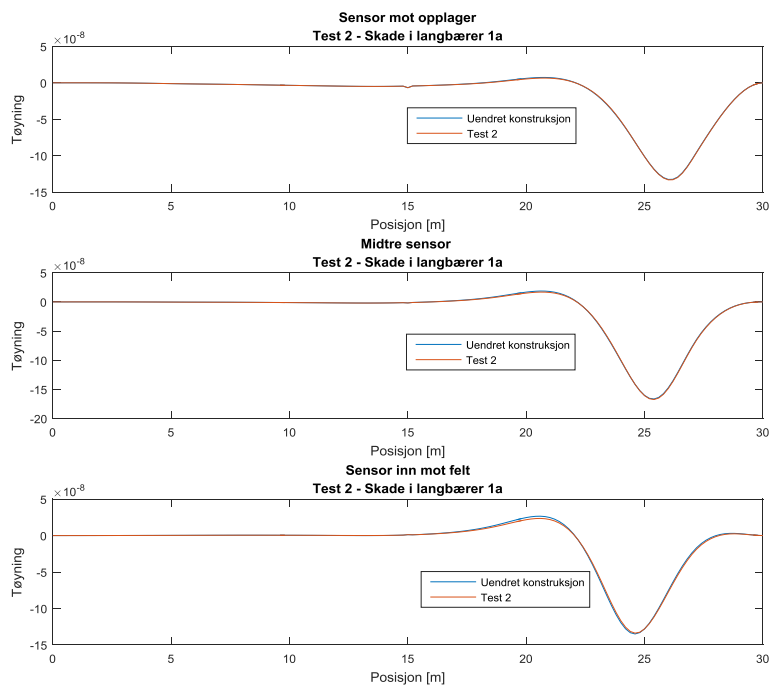 Sensor mot opplager
Test 2 - Skade i langbærer 1a
×10⁻⁸
5
0
-5
-10
-15
Tøyning
Uendret konstruksjon
Test 2
0 5 10 15 20 25 30
Posisjon [m]
Midtre sensor
Test 2 - Skade i langbærer 1a
×10⁻⁸
5
0
-5
-10
-15
-20
Tøyning
Uendret konstruksjon
Test 2
0 5 10 15 20 25 30
Posisjon [m]
Sensor inn mot felt
Test 2 - Skade i langbærer 1a
×10⁻⁸
5
0
-5
-10
-15
Tøyning
Uendret konstruksjon
Test 2
0 5 10 15 20 25 30
Posisjon [m]